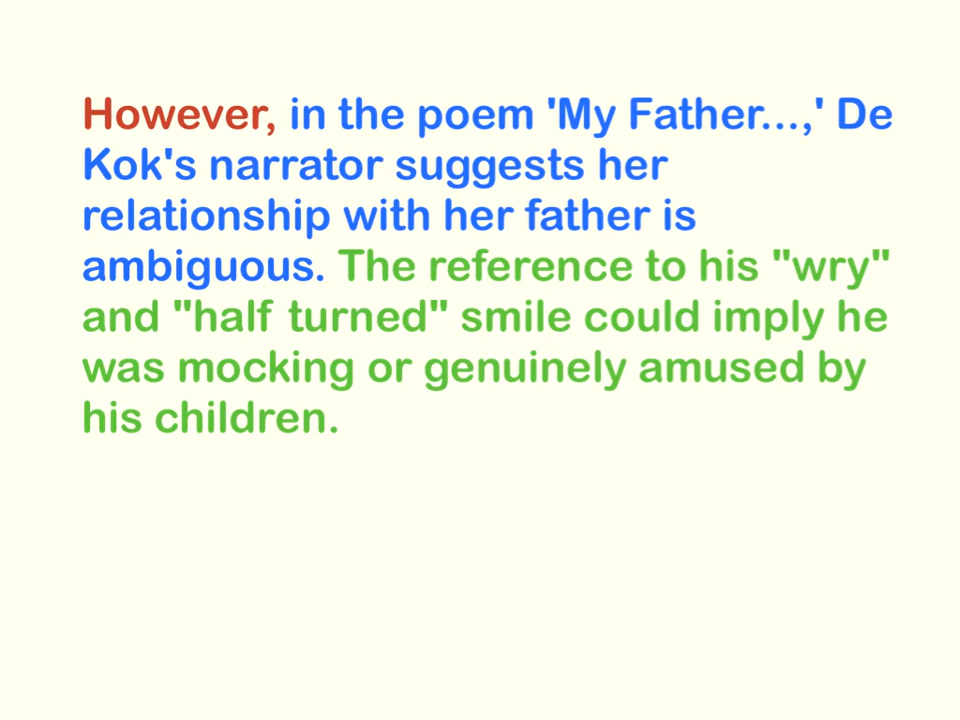 However, in the poem 'My Father...,' De
Kok's narrator suggests her
relationship with her father is
ambiguous. The reference to his "wry"
and "half turned" smile could imply he
was mocking or genuinely amused by
his children.